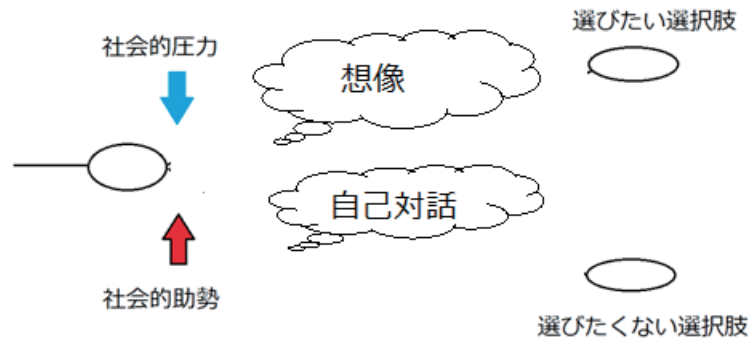 選びたい選択肢
社会的圧力
想像
自己対話
社会的助勢
選びたくない選択肢